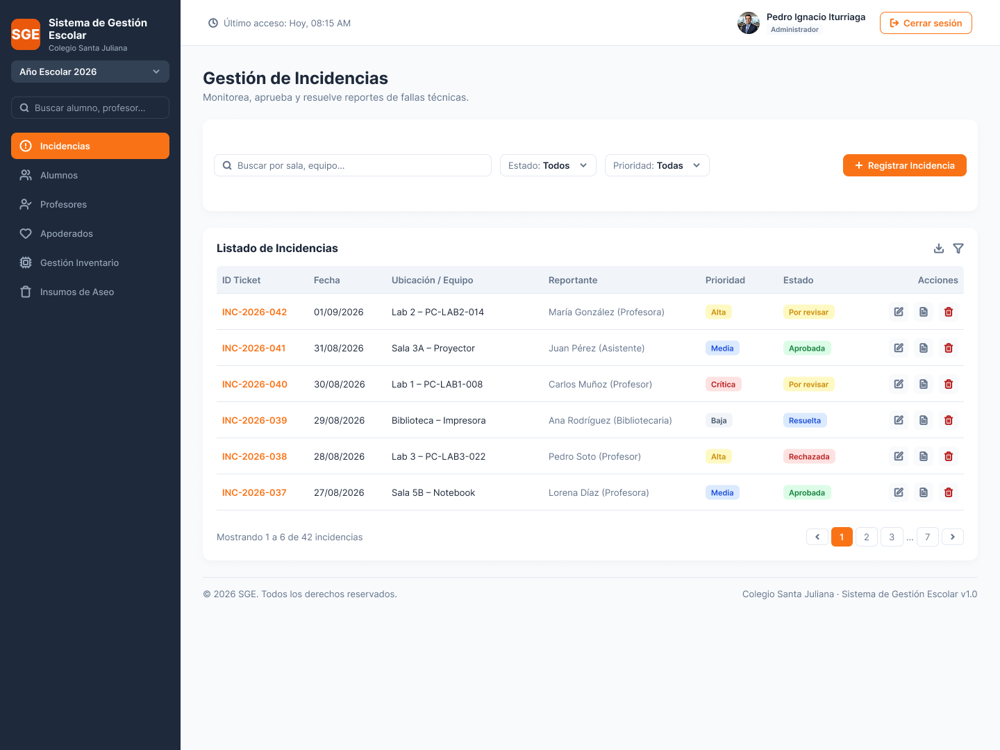 SGE
Sistema de Gestión
Escolar
Colegio Santa Juliana
Año Escolar 2026
Buscar alumno, profesor...
Incidencias
Alumnos
Profesores
Apoderados
Gestión Inventario
Insumos de Aseo
Último acceso: Hoy, 08:15 AM
Pedro Ignacio Iturriaga
Administrador
Cerrar sesión
Gestión de Incidencias
Monitorea, aprueba y resuelve reportes de fallas técnicas.
Buscar por sala, equipo...
Estado: Todos
Prioridad: Todas
+ Registrar Incidencia
Listado de Incidencias
ID Ticket Fecha Ubicación / Equipo Reportante Prioridad Estado Acciones
INC-2026-042 01/09/2026 Lab 2 – PC-LAB2-014 María González (Profesora) Alta Por revisar
INC-2026-041 31/08/2026 Sala 3A – Proyector Juan Pérez (Asistente) Media Aprobada
INC-2026-040 30/08/2026 Lab 1 – PC-LAB1-008 Carlos Muñoz (Profesor) Crítica Por revisar
INC-2026-039 29/08/2026 Biblioteca – Impresora Ana Rodríguez (Bibliotecaria) Baja Resuelta
INC-2026-038 28/08/2026 Lab 3 – PC-LAB3-022 Pedro Soto (Profesor) Alta Rechazada
INC-2026-037 27/08/2026 Sala 5B – Notebook Lorena Díaz (Profesora) Media Aprobada
Mostrando 1 a 6 de 42 incidencias
1 2 3 ... 7
© 2026 SGE. Todos los derechos reservados.
Colegio Santa Juliana · Sistema de Gestión Escolar v1.0